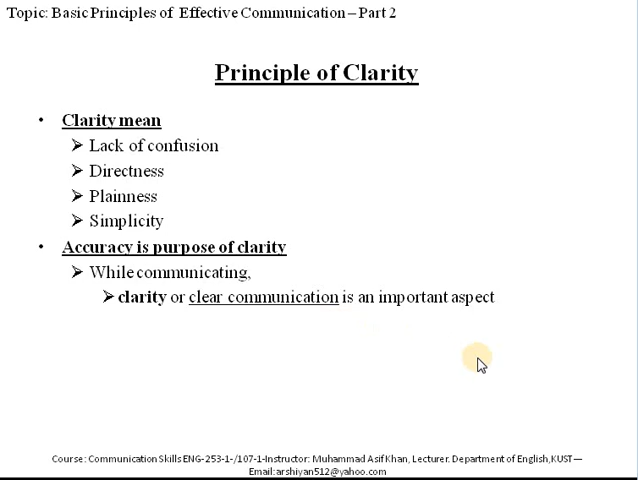 Topic: Basic Principles of Effective Communication – Part 2
Principle of Clarity
• Clarity mean
➢ Lack of confusion
➢ Directness
➢ Plainness
➢ Simplicity
• Accuracy is purpose of clarity
➢ While communicating,
➢ clarity or clear communication is an important aspect
Course: Communication Skills ENG-253-1-/107-1-Instructor: Muhammad Asif Khan, Lecturer. Department of English,KUST—
Email:arshiyan512@yahoo.com